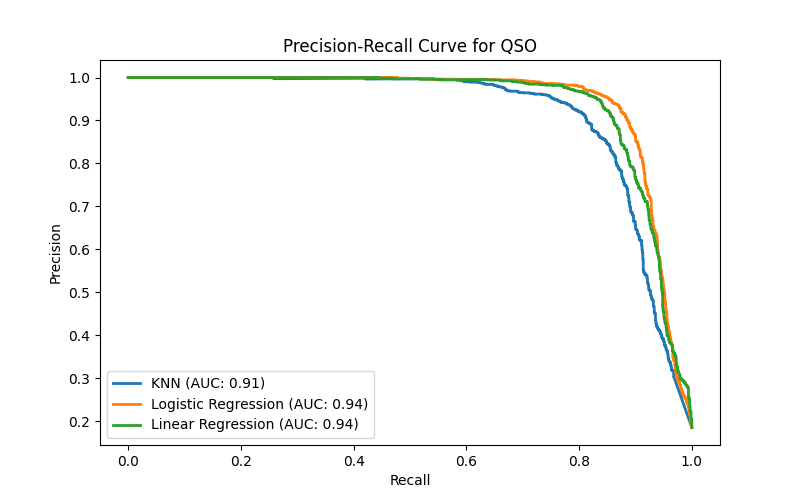 Precision-Recall Curve for QSO
1.0
0.9
0.8
0.7
0.6
0.5
0.4
0.3
0.2
Precision
KNN (AUC: 0.91)
Logistic Regression (AUC: 0.94)
Linear Regression (AUC: 0.94)
0.0 0.2 0.4 0.6 0.8 1.0
Recall